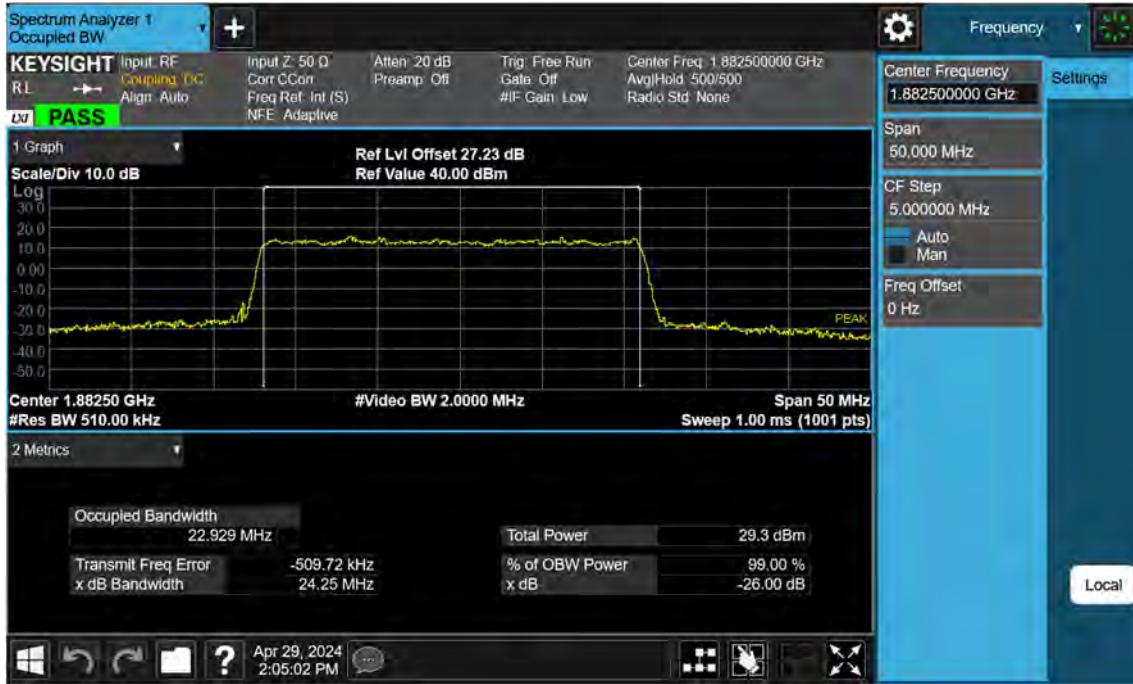 Spectrum Analyzer 1
Occupied BW
+
Frequency
KEYSIGHT
RL
LXI
PASS
Input: RF
Coupling: DC
Align: Auto
Input Z: 50 Ω
Corr CCorr
Freq Ref: Int (S)
NFE: Adaptive
Atten: 20 dB
Preamp: Off
Trig: Free Run
Gate: Off
#IF Gain: Low
Center Freq: 1.882500000 GHz
Avg|Hold: 500/500
Radio Std: None
Center Frequency
1.882500000 GHz
Settings
Span
50.000 MHz
CF Step
5.000000 MHz
Auto
Man
Freq Offset
0 Hz
1 Graph
Scale/Div 10.0 dB
Ref Lvl Offset 27.23 dB
Ref Value 40.00 dBm
Log
30.0
20.0
10.0
0.00
-10.0
-20.0
-30.0
-40.0
-50.0
PEAK
Center 1.88250 GHz
#Video BW 2.0000 MHz
Span 50 MHz
#Res BW 510.00 kHz
Sweep 1.00 ms (1001 pts)
2 Metrics
Occupied Bandwidth
22.929 MHz
Total Power 29.3 dBm
Transmit Freq Error -509.72 kHz
% of OBW Power 99.00 %
x dB Bandwidth 24.25 MHz
x dB -26.00 dB
Local
?
Apr 29, 2024
2:05:02 PM